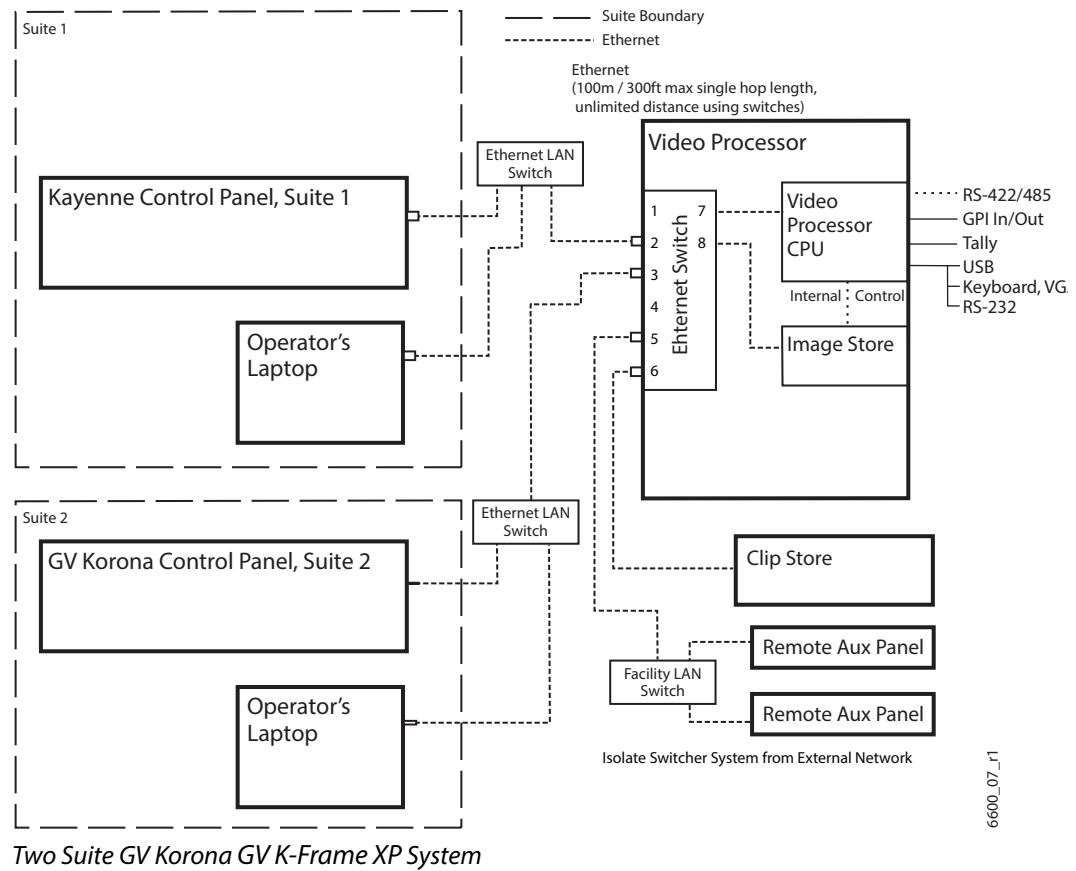 Suite 1
Suite Boundary
Ethernet
Ethernet
(100m / 300ft max single hop length,
unlimited distance using switches)
Ethernet LAN
Switch
Kayenne Control Panel, Suite 1
Operator's
Laptop
Video Processor
Ehternet Switch
1
2
3
4
5
6
7
8
Video
Processor
CPU
Internal
Control
Image Store
RS-422/485
GPI In/Out
Tally
USB
Keyboard, VG
RS-232
Suite 2
Ethernet LAN
Switch
GV Korona Control Panel, Suite 2
Operator's
Laptop
Clip Store
Remote Aux Panel
Facility LAN
Switch
Remote Aux Panel
Isolate Switcher System from External Network
6600_07_r1
Two Suite GV Korona GV K-Frame XP System